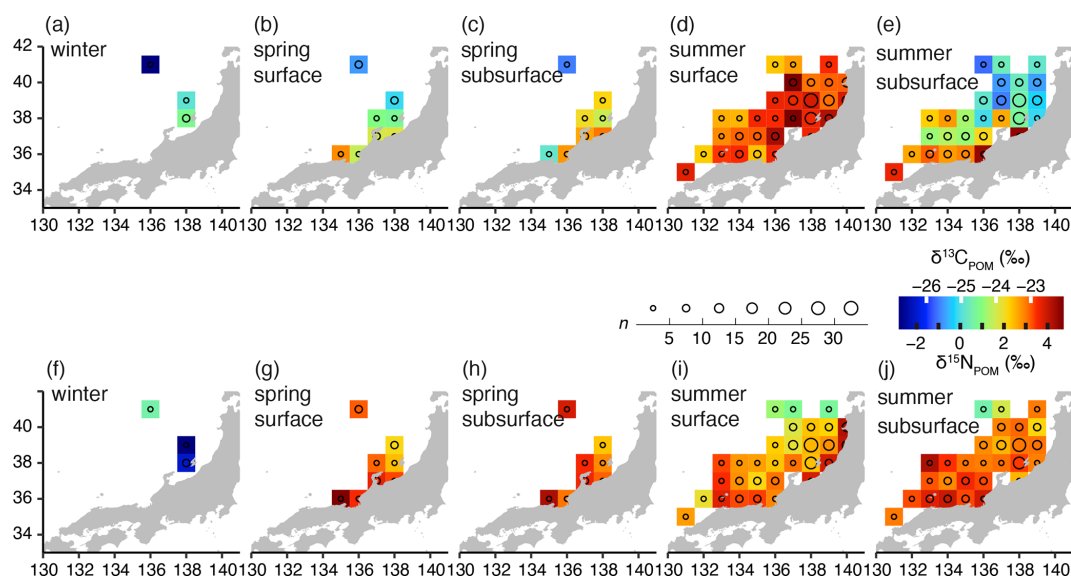 (a) (b) (c) (d) (e)
winter spring surface spring subsurface summer surface summer subsurface
42
40
38
36
34
130 132 134 136 138 140 130 132 134 136 138 140 130 132 134 136 138 140 130 132 134 136 138 140 130 132 134 136 138 140
δ13CPOM (‰)
−26 −25 −24 −23
n 5 10 15 20 25 30
−2 0 2 4
δ15NPOM (‰)
(f) (g) (h) (i) (j)
winter spring surface spring subsurface summer surface summer subsurface
42
40
38
36
34
130 132 134 136 138 140 130 132 134 136 138 140 130 132 134 136 138 140 130 132 134 136 138 140 130 132 134 136 138 140